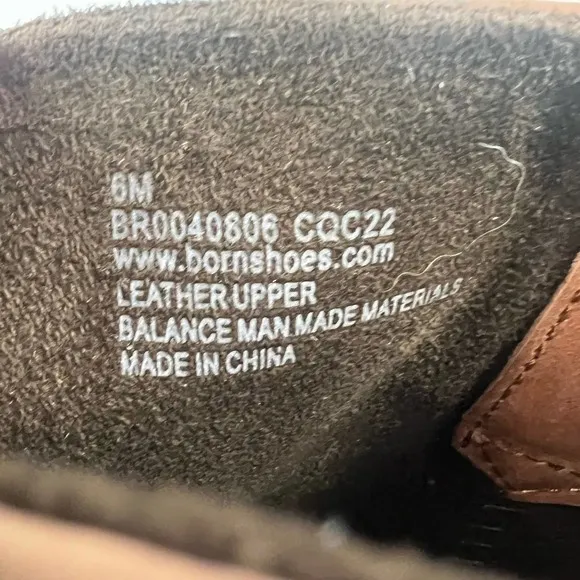 6M
BR0040806 CQC22
www.bornshoes.com
LEATHER UPPER
BALANCE MAN MADE MATERIALS
MADE IN CHINA